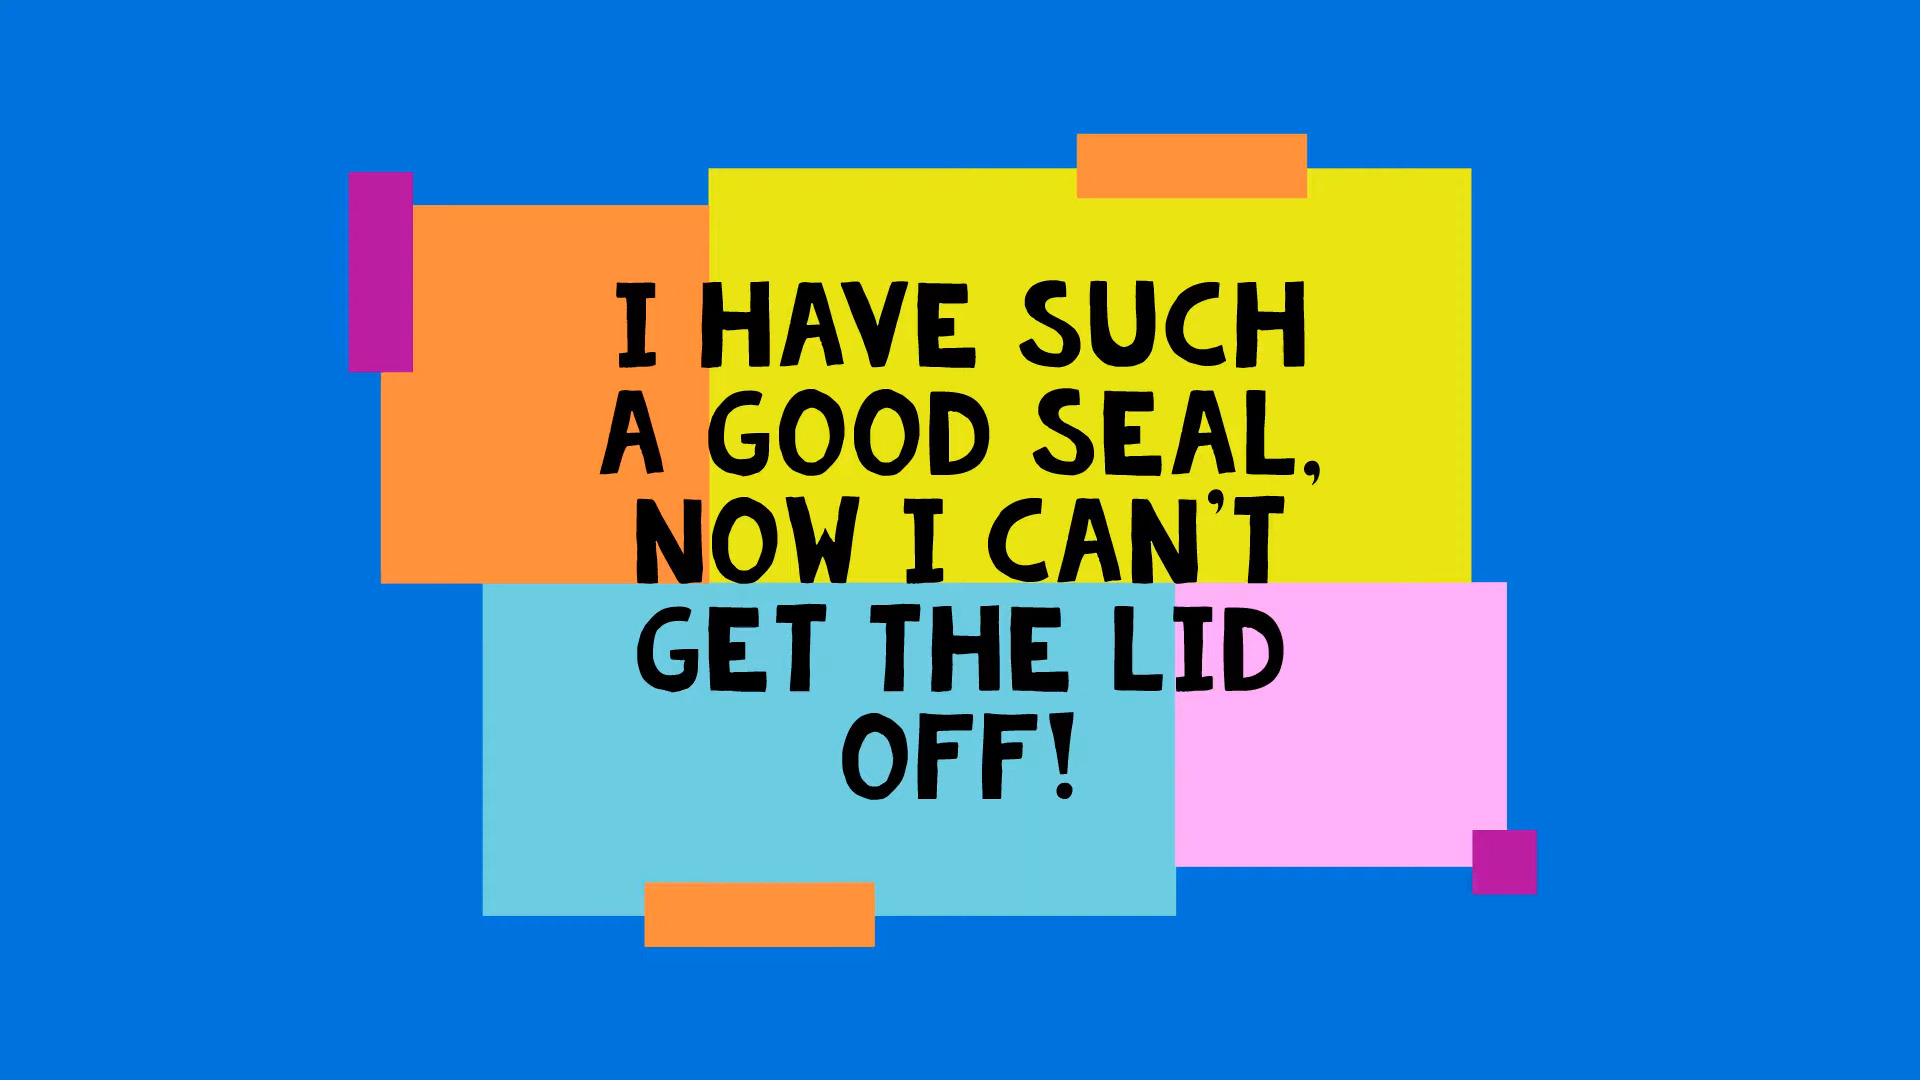 I HAVE SUCH
A GOOD SEAL,
NOW I CAN'T
GET THE LID
OFF!